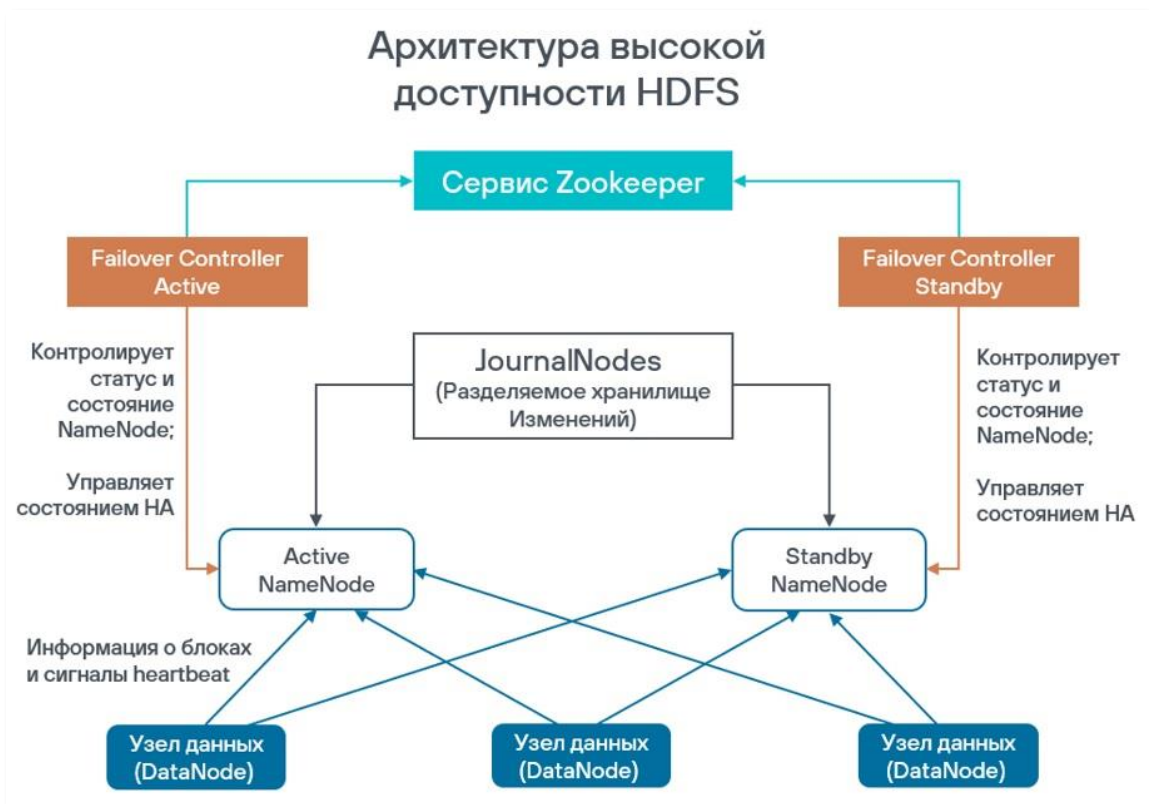 Архитектура высокой
доступности HDFS
Сервис Zookeeper
Failover Controller
Active
Failover Controller
Standby
Контролирует
статус и
состояние
NameNode;
Управляет
состоянием HA
JournalNodes
(Разделяемое хранилище
Изменений)
Контролирует
статус и
состояние
NameNode;
Управляет
состоянием HA
Active
NameNode
Standby
NameNode
Информация о блоках
и сигналы heartbeat
Узел данных
(DataNode)
Узел данных
(DataNode)
Узел данных
(DataNode)